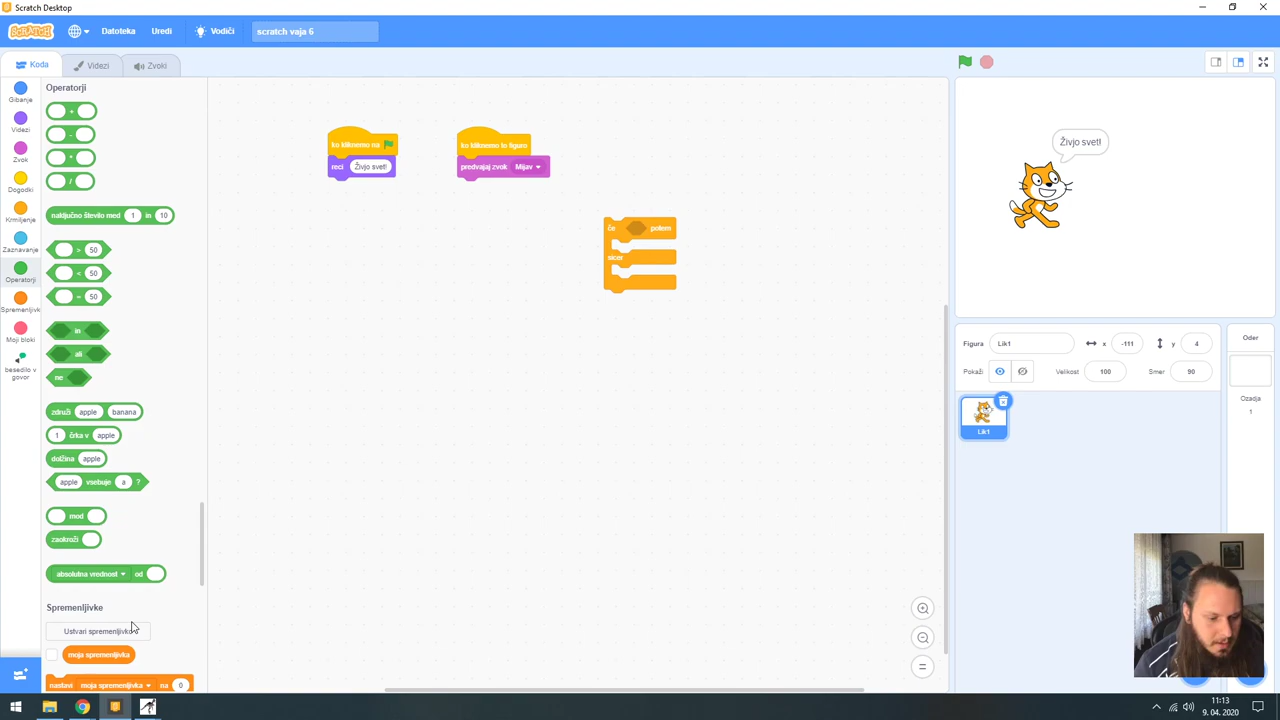 Scratch Desktop
SCRATCH
Datoteka
Uredi
Vodiči
scratch vaja 6
Koda
Videzi
Zvoki
Gibanje
Videzi
Zvok
Dogodki
Krmiljenje
Zaznavanje
Operatorji
Spremenljivk
Moji bloki
besedilo v
govor
Operatorji
+
-
*
/
naključno število med 1 in 10
> 50
< 50
= 50
in
ali
ne
združi apple banana
1 črka v apple
dolžina apple
apple vsebuje a ?
mod
zaokroži
absolutna vrednost od
Spremenljivke
Ustvari spremenljivko
moja spremenljivka
nastavi moja spremenljivka na 0
ko kliknemo na
reci Živjo svet!
ko kliknemo to figuro
predvajaj zvok Mijav
če potem
sicer
Živjo svet!
Figura Lik1 x -111 y 4
Pokaži Velikost 100 Smer 90
Lik1
Oder
Ozadja
1
11:13
9. 04. 2020